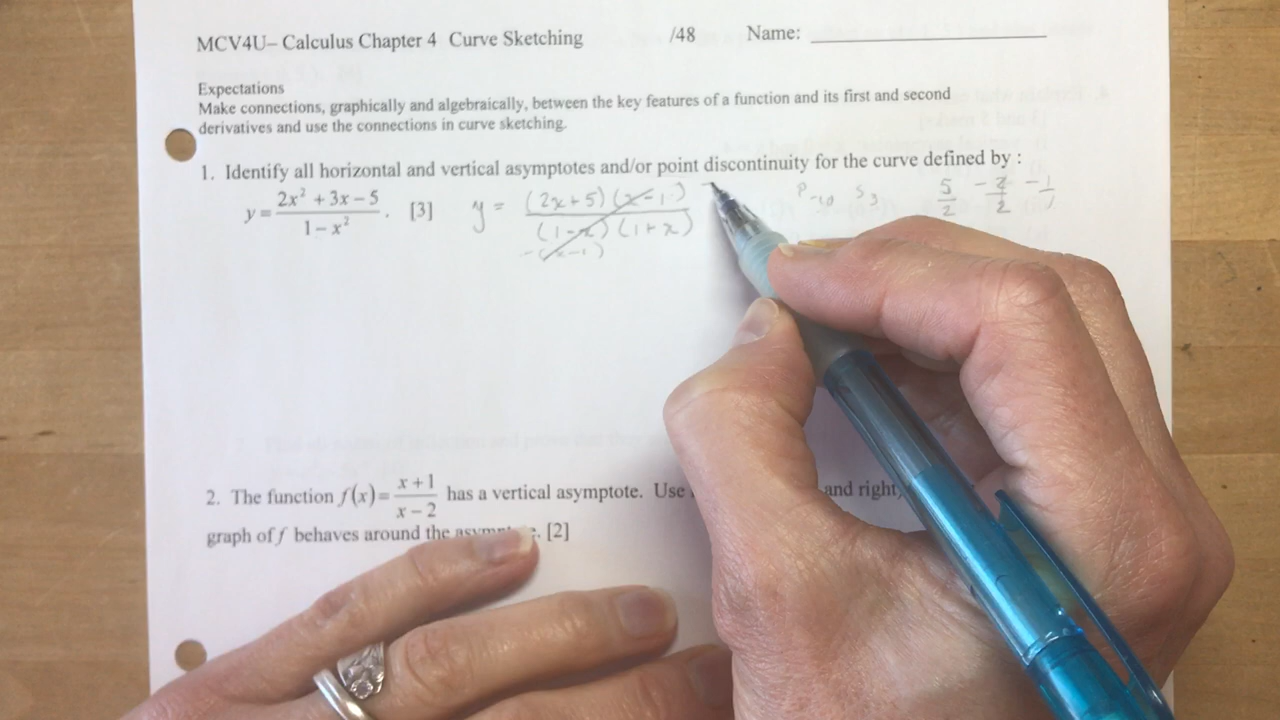 MCV4U– Calculus Chapter 4 Curve Sketching /48 Name:
Expectations
Make connections, graphically and algebraically, between the key features of a function and its first and second
derivatives and use the connections in curve sketching.
1. Identify all horizontal and vertical asymptotes and/or point discontinuity for the curve defined by :
y = (2x² + 3x − 5)/(1 − x²). [3] y = (2x+5)(x−1)/(1−x)(1+x) P −10 S 3 5/2 −2/2 −1/1
−(x−1)
2. The function f(x) = (x+1)/(x−2) has a vertical asymptote. Use and right
graph of f behaves around the [2]